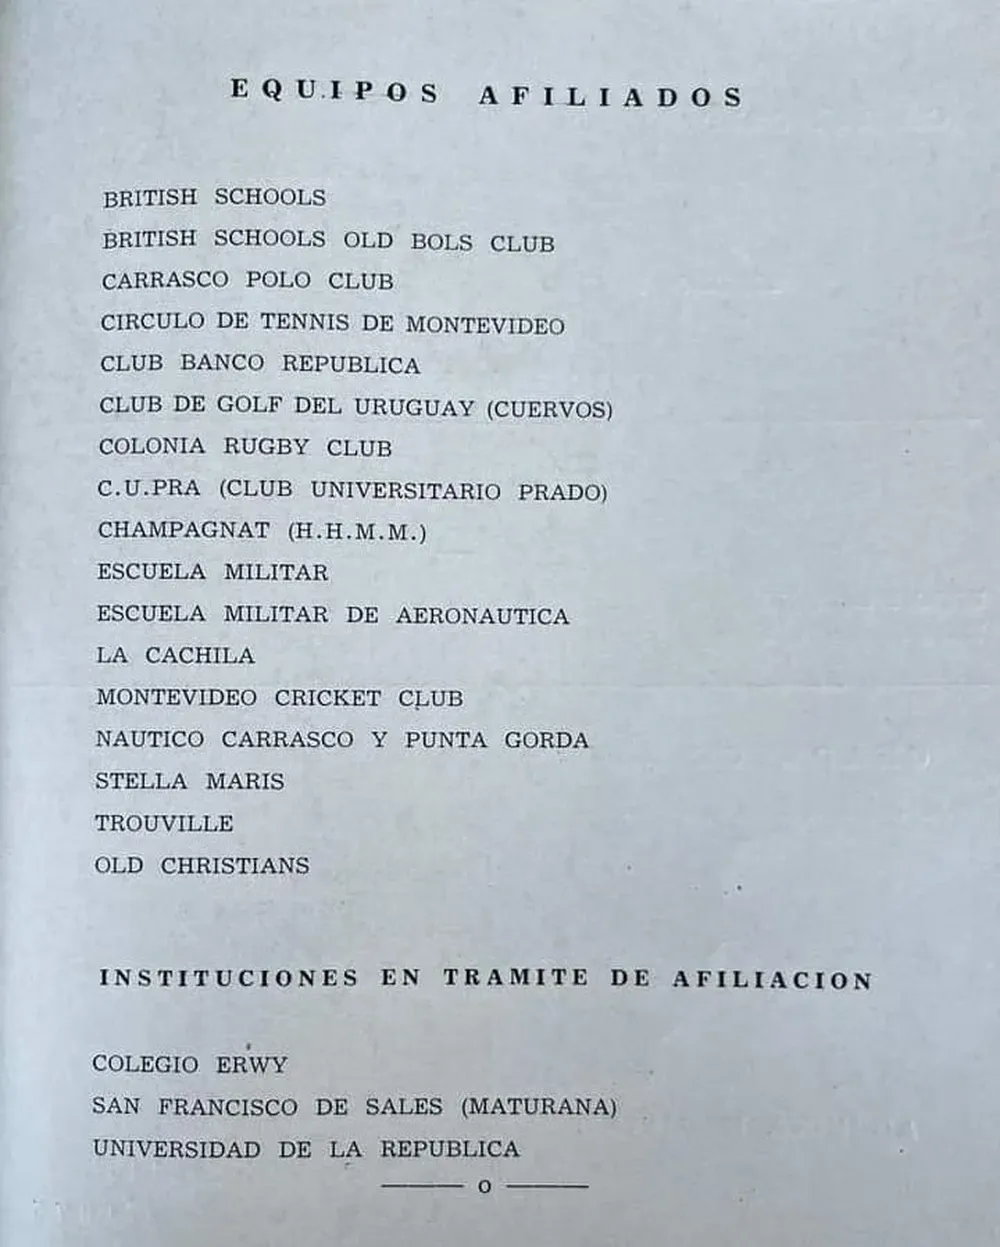 EQUIPOS AFILIADOS
BRITISH SCHOOLS
BRITISH SCHOOLS OLD BOLS CLUB
CARRASCO POLO CLUB
CIRCULO DE TENNIS DE MONTEVIDEO
CLUB BANCO REPUBLICA
CLUB DE GOLF DEL URUGUAY (CUERVOS)
COLONIA RUGBY CLUB
C.U.PRA (CLUB UNIVERSITARIO PRADO)
CHAMPAGNAT (H.H.M.M.)
ESCUELA MILITAR
ESCUELA MILITAR DE AERONAUTICA
LA CACHILA
MONTEVIDEO CRICKET CLUB
NAUTICO CARRASCO Y PUNTA GORDA
STELLA MARIS
TROUVILLE
OLD CHRISTIANS
INSTITUCIONES EN TRAMITE DE AFILIACION
COLEGIO ERWY
SAN FRANCISCO DE SALES (MATURANA)
UNIVERSIDAD DE LA REPUBLICA
——— o ———